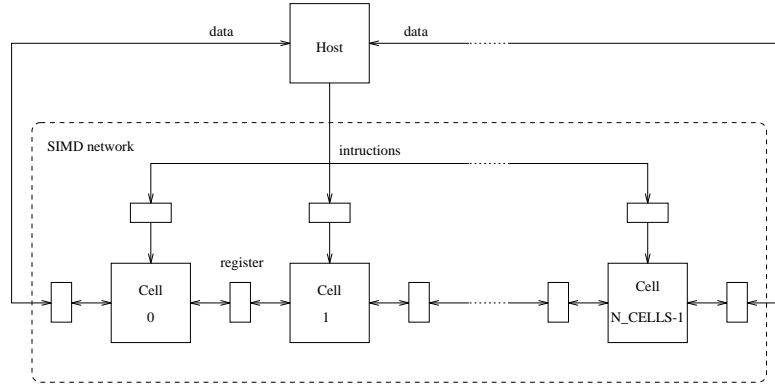 data
Host
data
SIMD network
intructions
register
Cell
0
Cell
1
Cell
N_CELLS-1